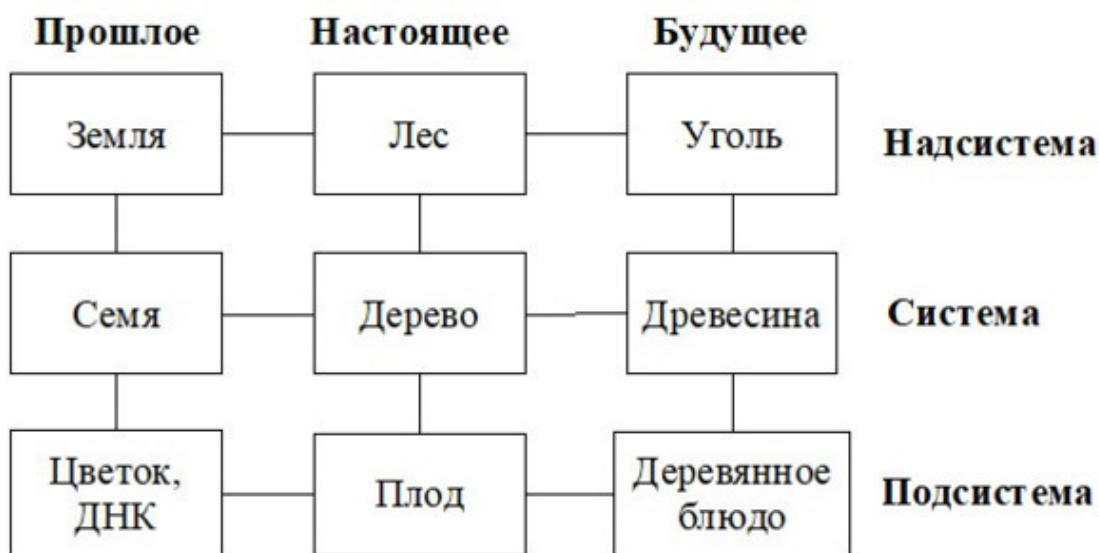 Прошлое Настоящее Будущее
Земля Лес Уголь Надсистема
Семя Дерево Древесина Система
Цветок, ДНК Плод Деревянное блюдо Подсистема